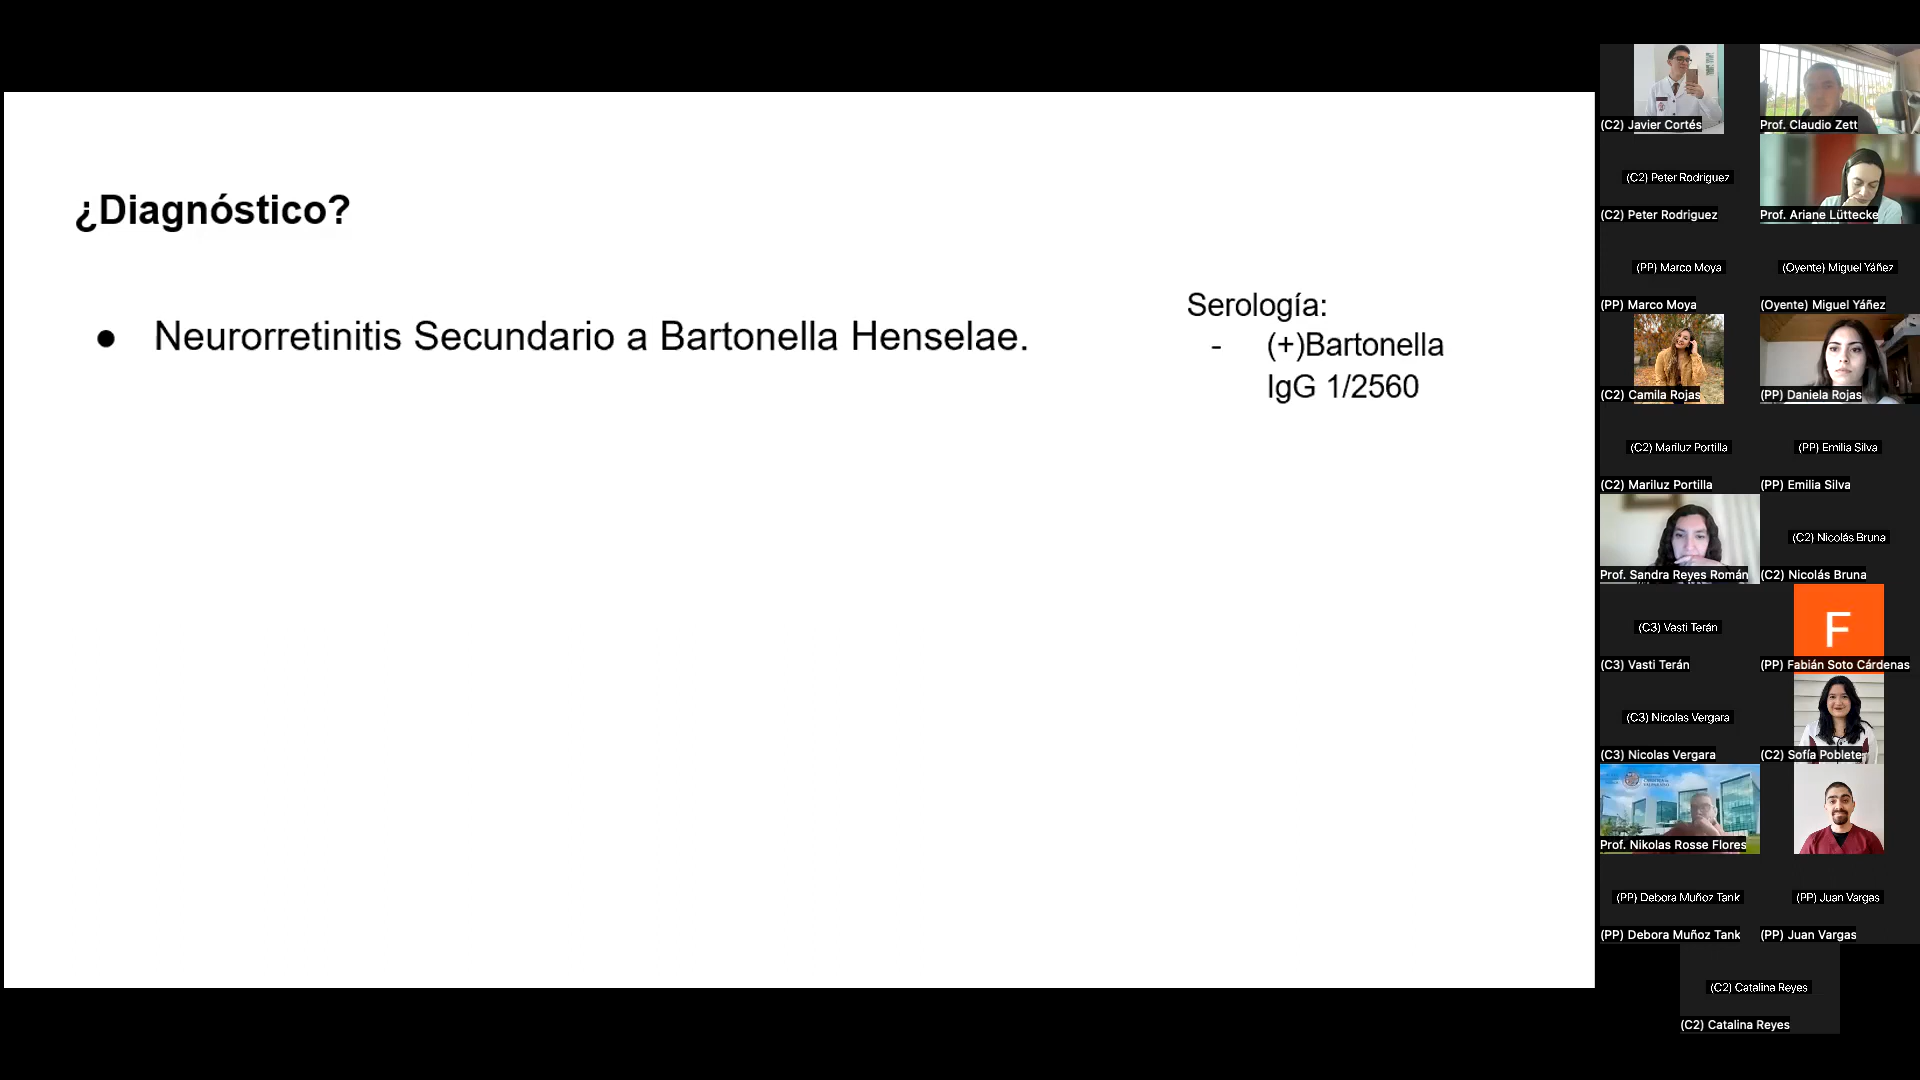 ¿Diagnóstico?
● Neurorretinitis Secundario a Bartonella Henselae.
Serología:
- (+)Bartonella
IgG 1/2560
(C2) Javier Cortés
Prof. Claudio Zett
(C2) Peter Rodriguez
(C2) Peter Rodriguez
Prof. Ariane Lüttecke
(PP) Marco Moya
(Oyente) Miguel Yáñez
(PP) Marco Moya
(Oyente) Miguel Yáñez
(C2) Camila Rojas
(PP) Daniela Rojas
(C2) Mariluz Portilla
(PP) Emilia Silva
(C2) Mariluz Portilla
(PP) Emilia Silva
(C2) Nicolás Bruna
Prof. Sandra Reyes Román
(C2) Nicolás Bruna
(C3) Vasti Terán
F
(C3) Vasti Terán
(PP) Fabián Soto Cárdenas
(C3) Nicolas Vergara
(C3) Nicolas Vergara
(C2) Sofía Poblete
Prof. Nikolas Rosse Flores
(PP) Debora Muñoz Tank
(PP) Juan Vargas
(PP) Debora Muñoz Tank
(PP) Juan Vargas
(C2) Catalina Reyes
(C2) Catalina Reyes